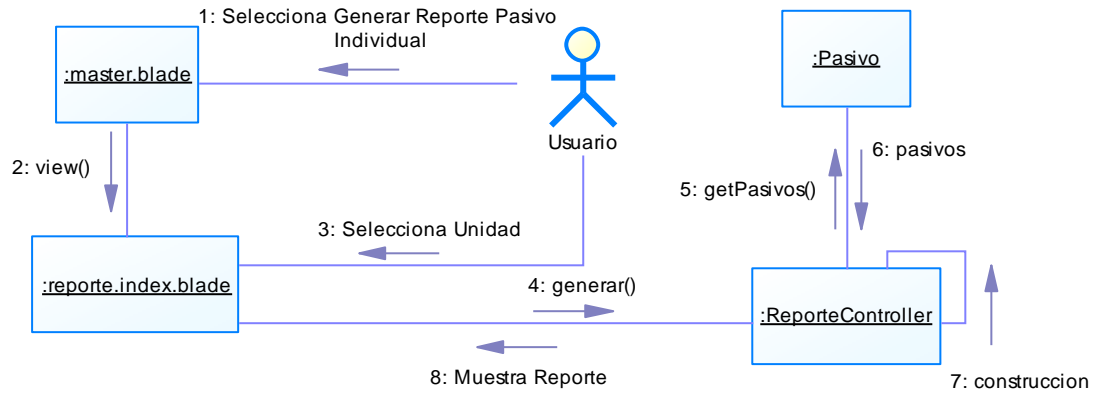 1: Selecciona Generar Reporte Pasivo
Individual
:master.blade
:Pasivo
Usuario
2: view()
6: pasivos
5: getPasivos()
3: Selecciona Unidad
:reporte.index.blade
4: generar()
:ReporteController
8: Muestra Reporte
7: construccion